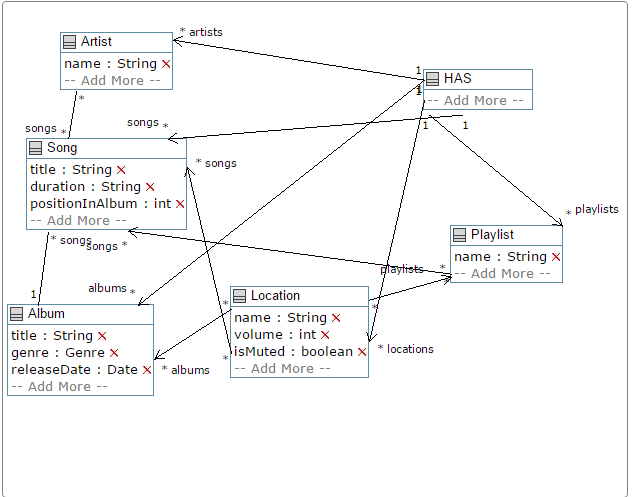 Artist
name : String ×
-- Add More --
* artists
HAS
-- Add More --
1
1
1
1
1
*
songs *
songs *
Song
title : String ×
duration : String ×
positionInAlbum : int ×
-- Add More --
* songs
* songs
songs *
* playlists
Playlist
name : String ×
-- Add More --
playlists *
albums *
1
Album
title : String ×
genre : Genre ×
releaseDate : Date ×
-- Add More --
* albums
Location
name : String ×
volume : int ×
isMuted : boolean ×
-- Add More --
*
*
*
* locations